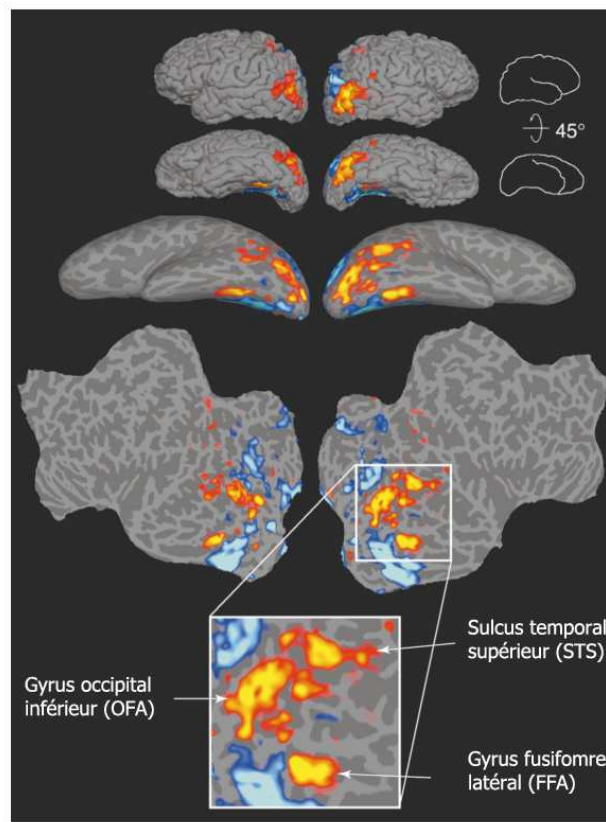 45°
Sulcus temporal
supérieur (STS)
Gyrus occipital
inférieur (OFA)
Gyrus fusifomre
latéral (FFA)